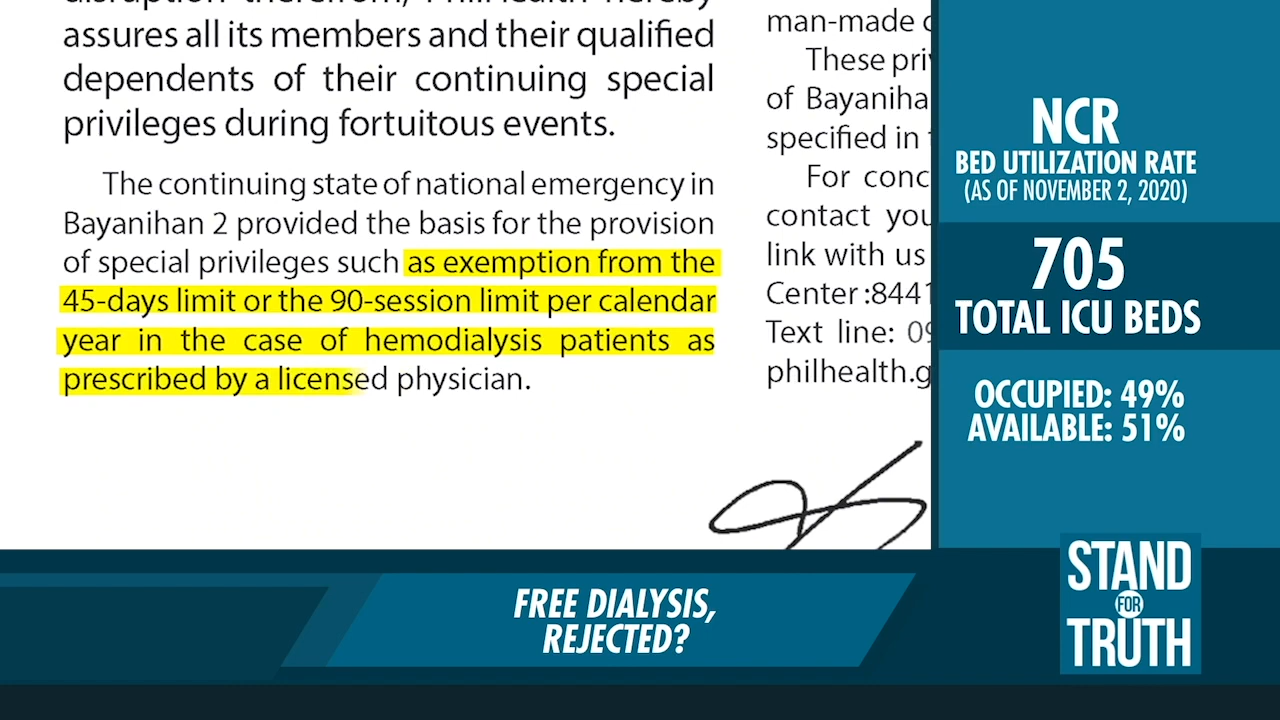 assures all its members and their qualified
dependents of their continuing special
privileges during fortuitous events.
The continuing state of national emergency in
Bayanihan 2 provided the basis for the provision
of special privileges such as exemption from the
45-days limit or the 90-session limit per calendar
year in the case of hemodialysis patients as
prescribed by a licensed physician.
man-made
These
of
specified in
For
contact
link with us
Center :8441
Text line: 09
philhealth.g
NCR
BED UTILIZATION RATE
(AS OF NOVEMBER 2, 2020)
705
TOTAL ICU BEDS
OCCUPIED: 49%
AVAILABLE: 51%
FREE DIALYSIS,
REJECTED?
STAND
FOR
TRUTH